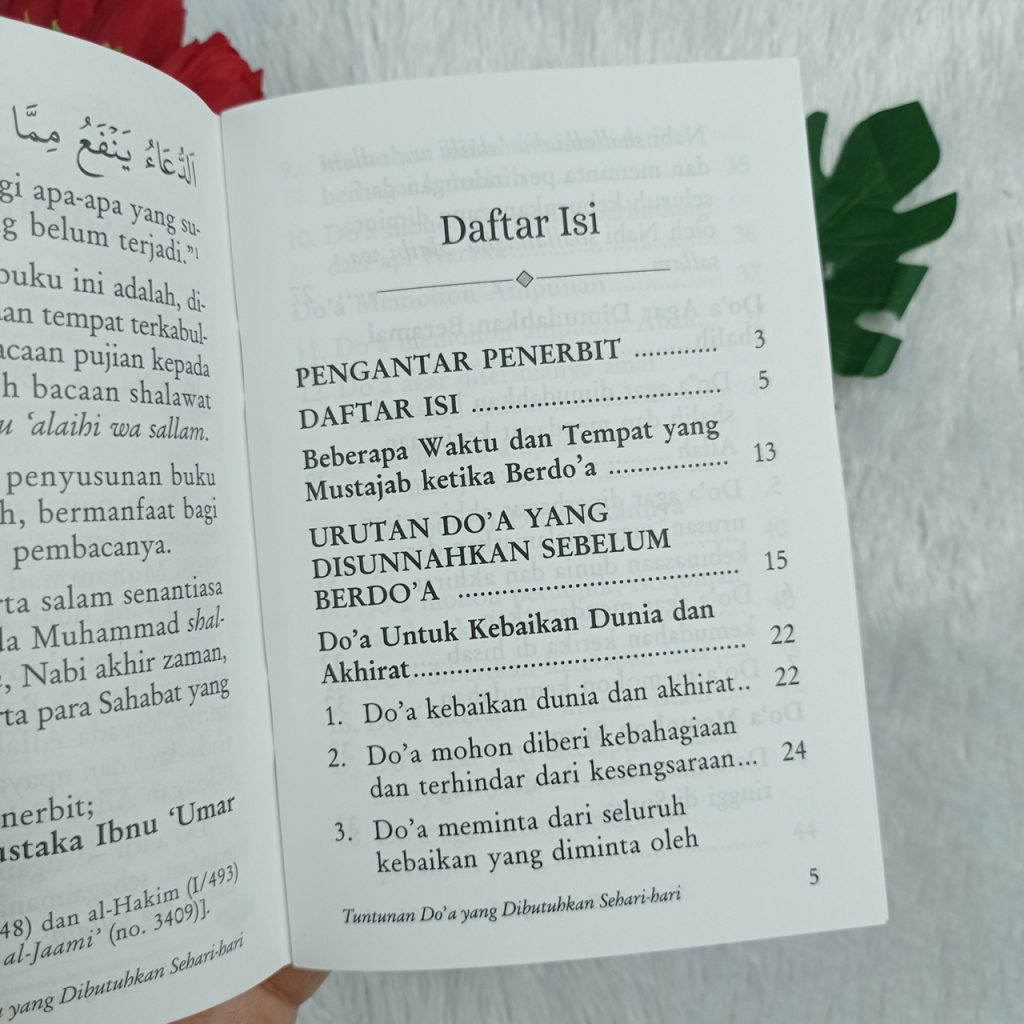 اَلدُّعَاءُ يَنْفَعُ مِمَّا
gi apa-apa yang su-
g belum terjadi.”¹
buku ini adalah, di-
dan tempat terkabul-
acaan pujian kepada
h bacaan shalawat
u ‘alaihi wa sallam.
penyusunan buku
h, bermanfaat bagi
pembacanya.
rta salam senantiasa
da Muhammad shal-
, Nabi akhir zaman,
rta para Sahabat yang
nerbit;
ustaka Ibnu ‘Umar
48) dan al-Hakim (I/493)
al-Jaami’ (no. 3409)].
yang Dibutuhkan Sehari-hari
Daftar Isi
PENGANTAR PENERBIT ............ 3
DAFTAR ISI .................................. 5
Beberapa Waktu dan Tempat yang
Mustajab ketika Berdo’a ................. 13
URUTAN DO’A YANG
DISUNNAHKAN SEBELUM
BERDO’A ....................................... 15
Do’a Untuk Kebaikan Dunia dan
Akhirat.............................................. 22
1. Do’a kebaikan dunia dan akhirat.. 22
2. Do’a mohon diberi kebahagiaan
dan terhindar dari kesengsaraan... 24
3. Do’a meminta dari seluruh
kebaikan yang diminta oleh
Tuntunan Do’a yang Dibutuhkan Sehari-hari 5